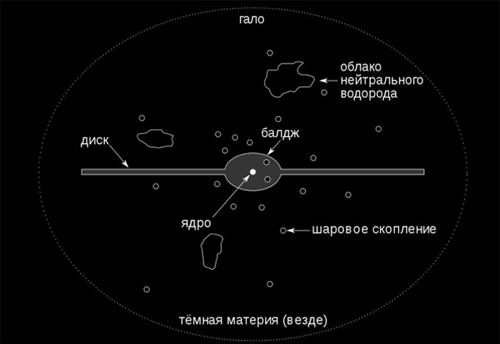 гало
облако
нейтрального
водорода
балдж
диск
ядро
шаровое скопление
тёмная материя (везде)